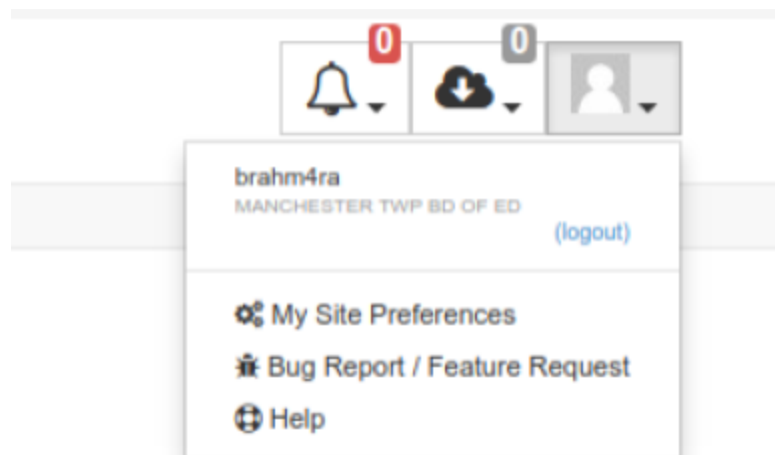 0 0
brahm4ra
MANCHESTER TWP BD OF ED
(logout)
My Site Preferences
Bug Report / Feature Request
Help